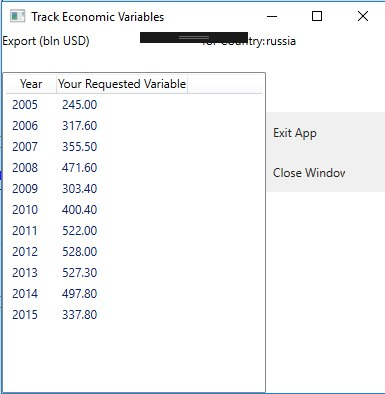 Track Economic Variables
Export (bln USD) for country:russia
Year Your Requested Variable
2005 245.00
2006 317.60
2007 355.50
2008 471.60
2009 303.40
2010 400.40
2011 522.00
2012 528.00
2013 527.30
2014 497.80
2015 337.80
Exit App
Close Window